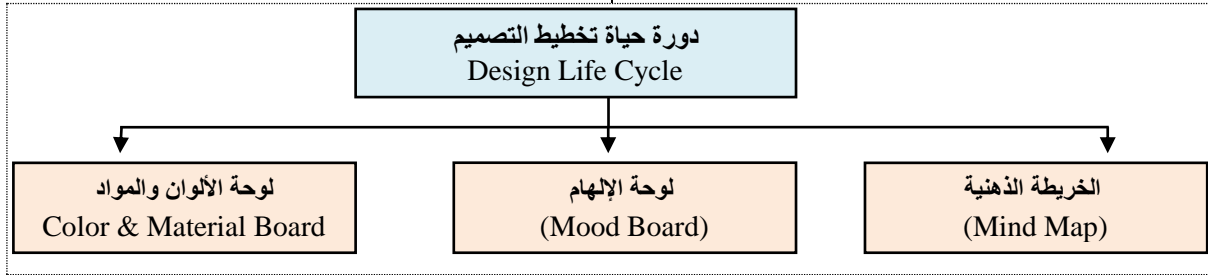 دورة حياة تخطيط التصميم
Design Life Cycle
الخريطة الذهنية
(Mind Map)
لوحة الإلهام
(Mood Board)
لوحة الألوان والمواد
Color & Material Board